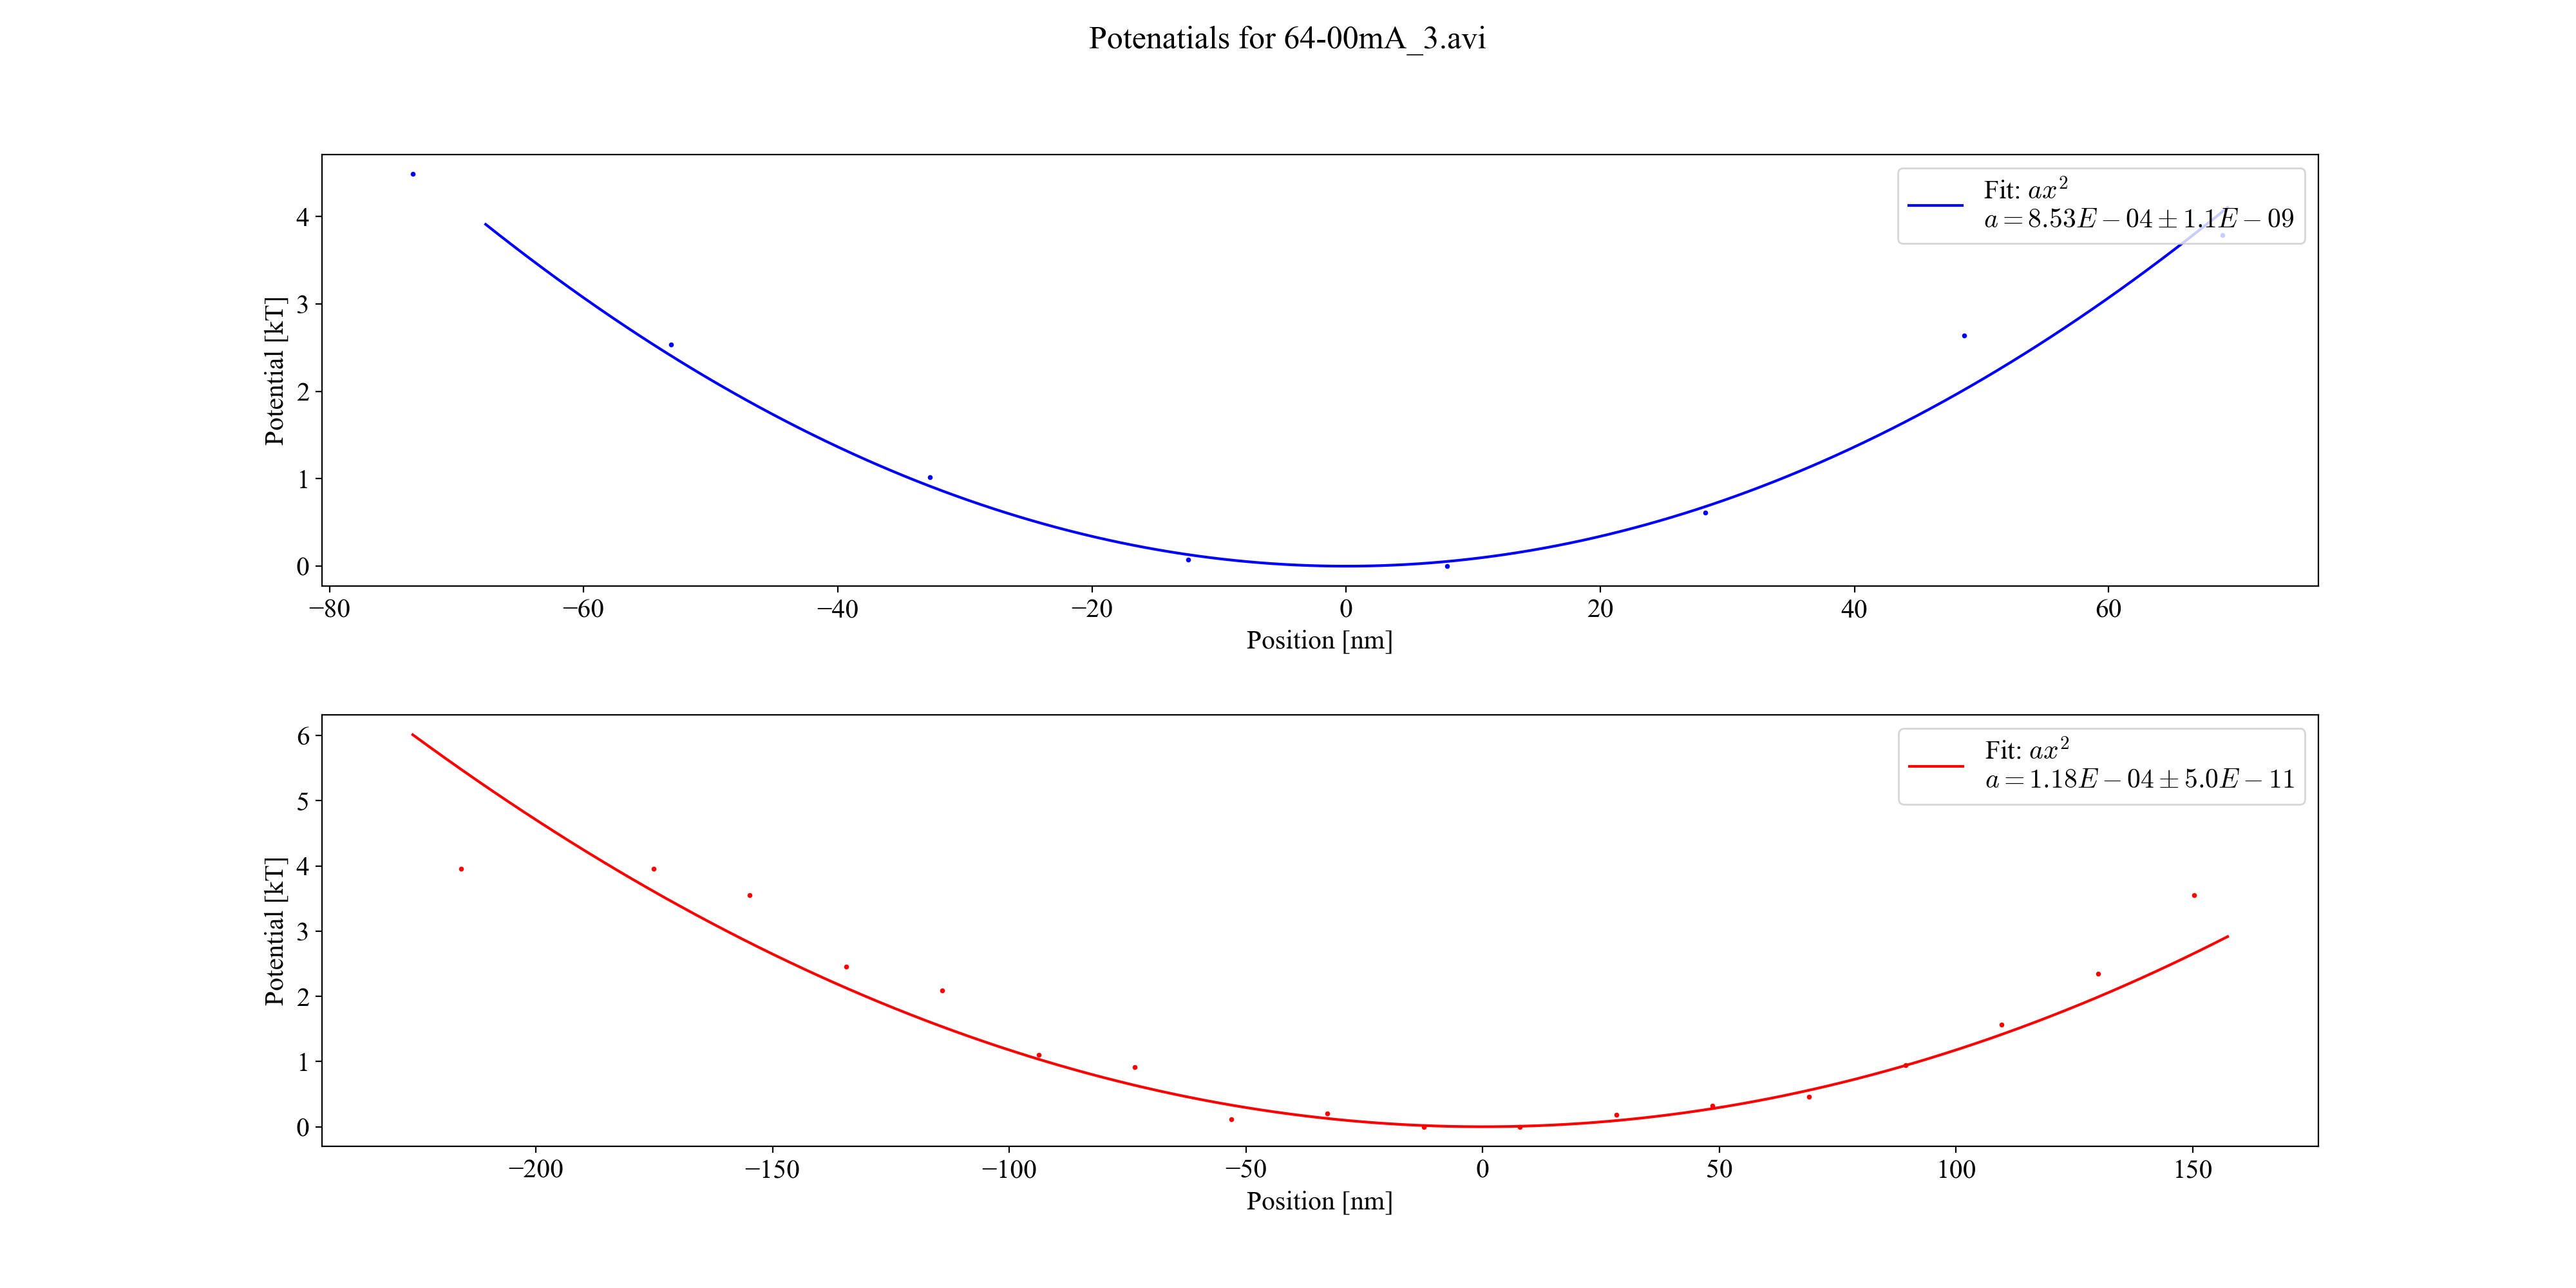 Potenatials for 64-00mA_3.avi
Fit: ax²
a = 8.53E − 04 ± 1.1E − 09
Potential [kT]
4
3
2
1
0
−80 −60 −40 −20 0 20 40 60
Position [nm]
Fit: ax²
a = 1.18E − 04 ± 5.0E − 11
Potential [kT]
6
5
4
3
2
1
0
−200 −150 −100 −50 0 50 100 150
Position [nm]